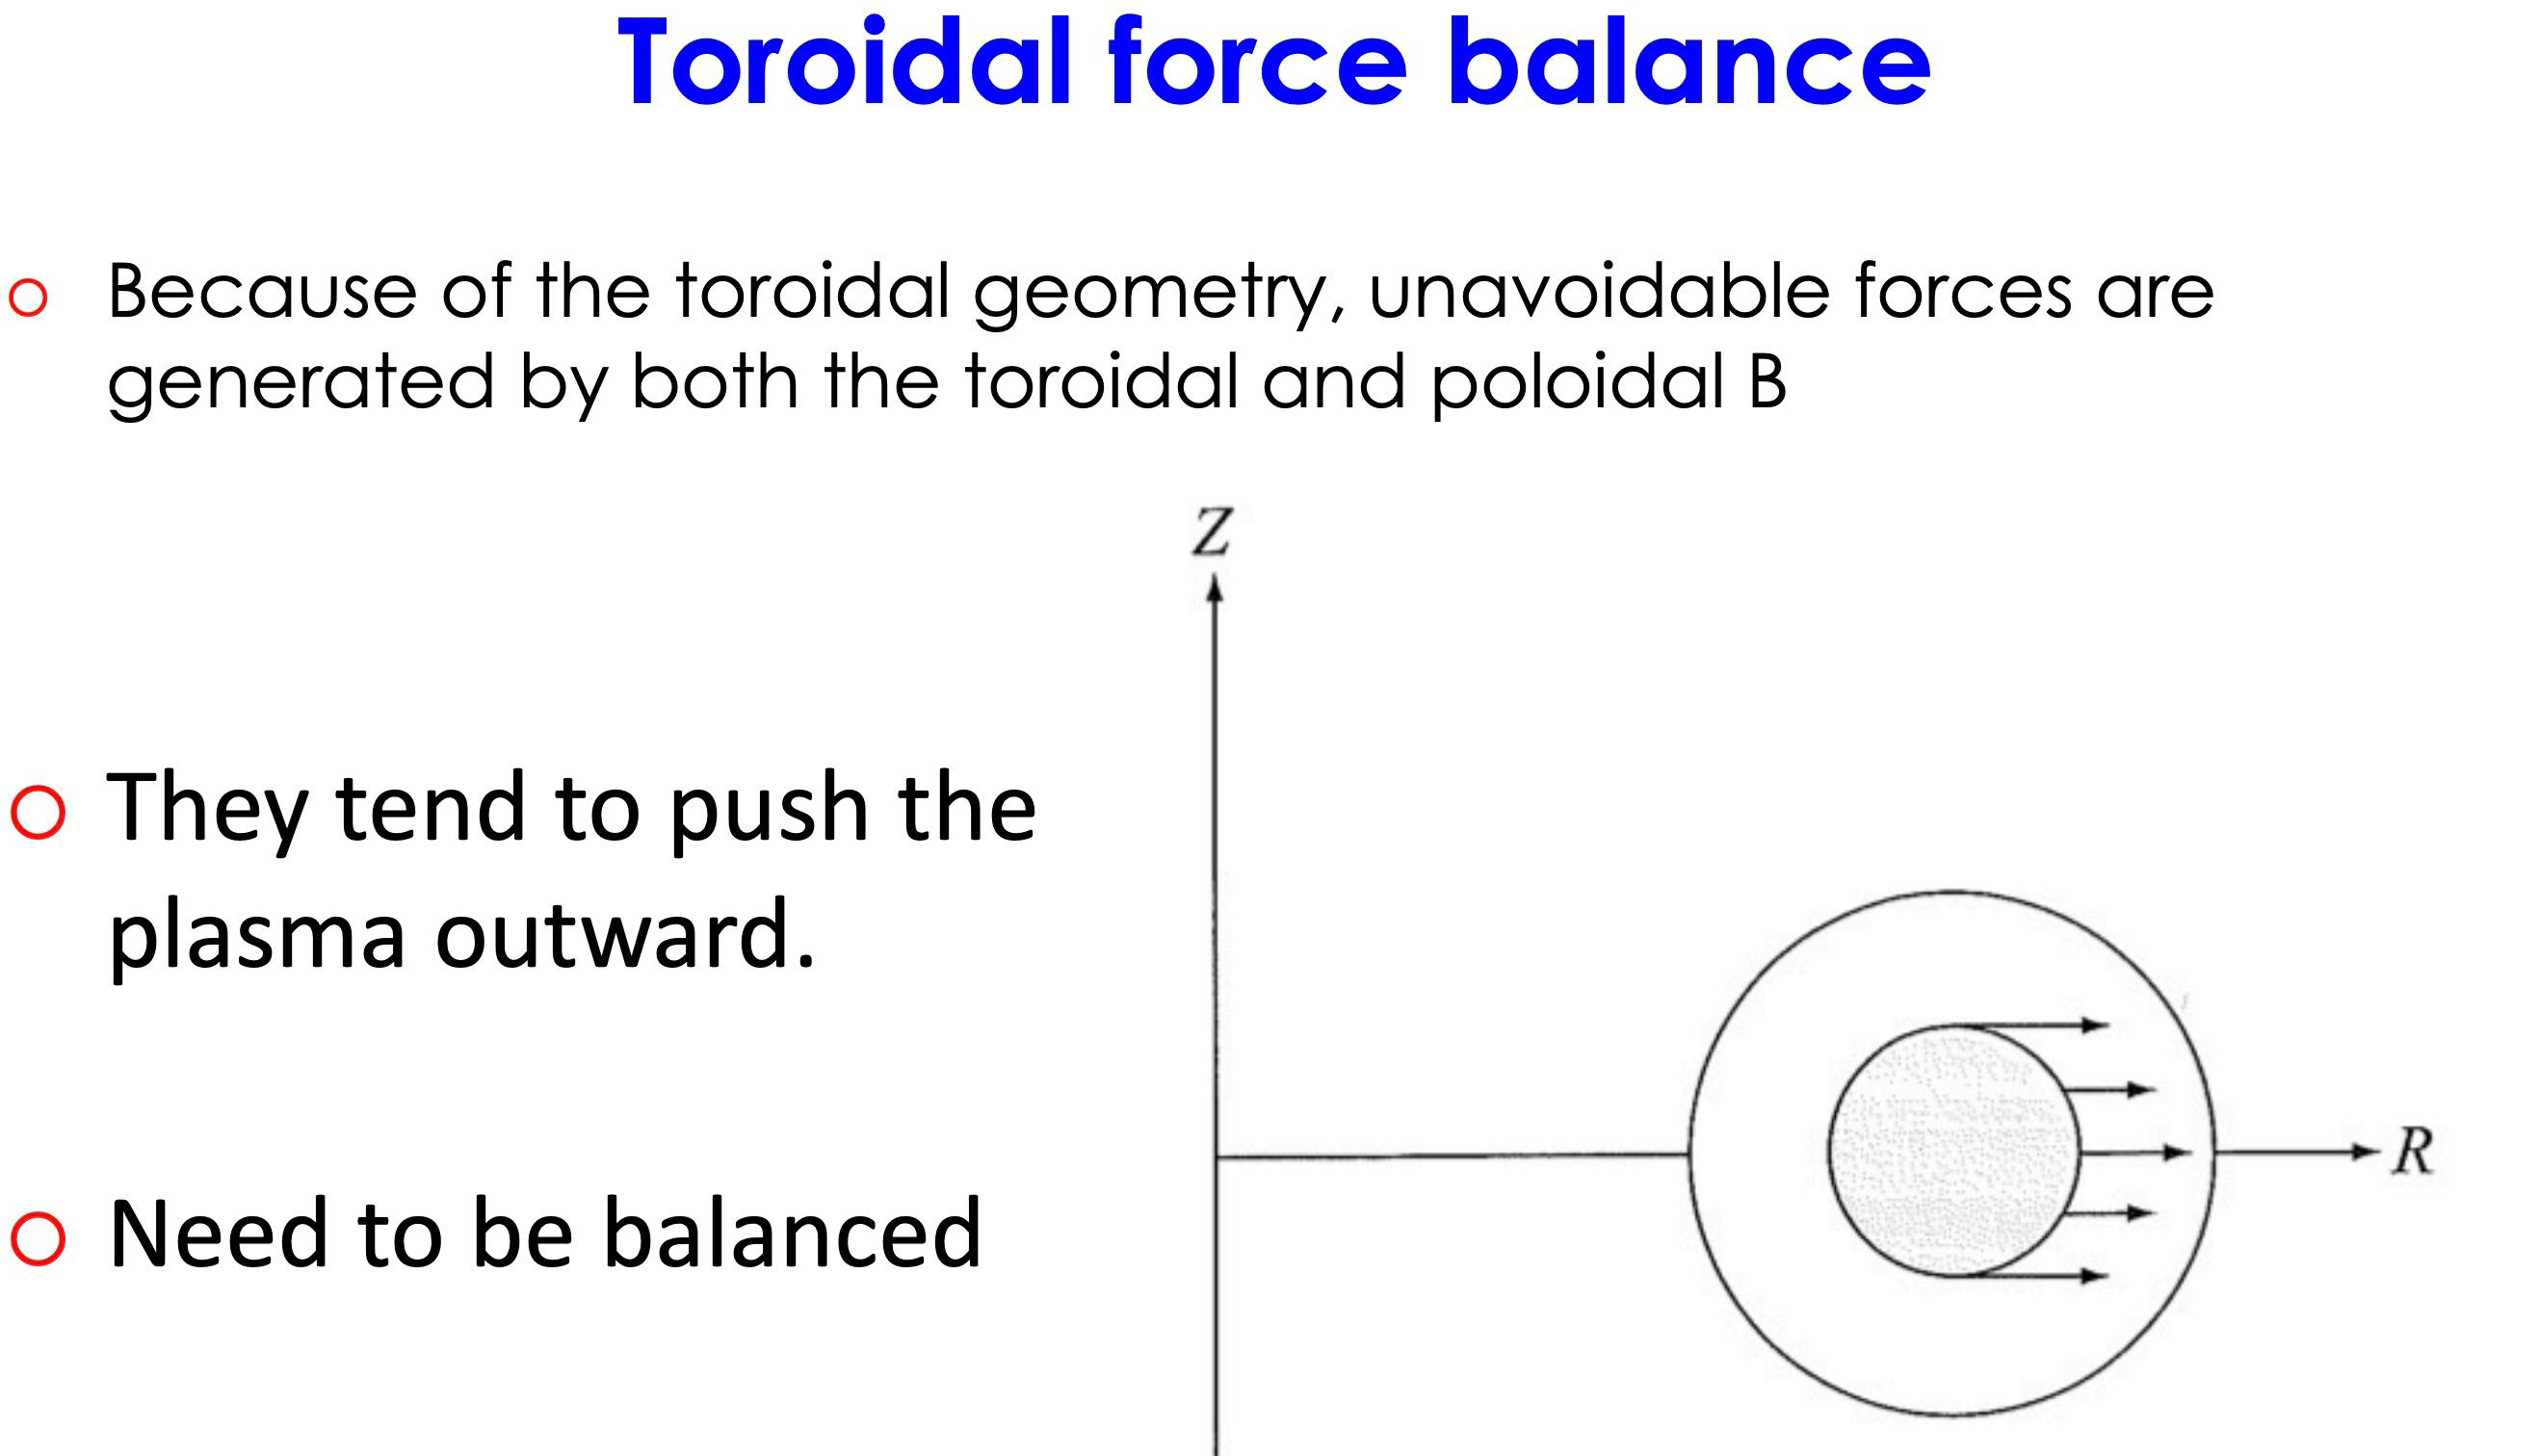 Toroidal force balance
Because of the toroidal geometry, unavoidable forces are
generated by both the toroidal and poloidal B
Z
They tend to push the
plasma outward.
R
Need to be balanced